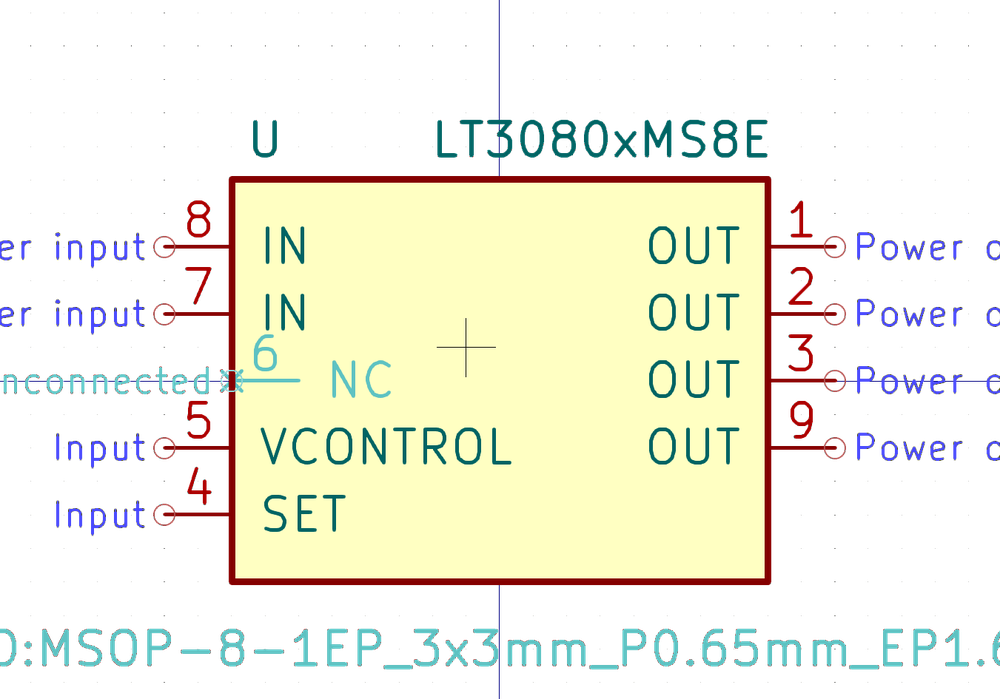 U LT3080xMS8E
8 1
er input IN OUT Power o
7 2
er input IN OUT Power o
6 3
nconnected NC OUT Power o
5 9
Input VCONTROL OUT Power o
4
Input SET
O:MSOP-8-1EP_3x3mm_P0.65mm_EP1.6